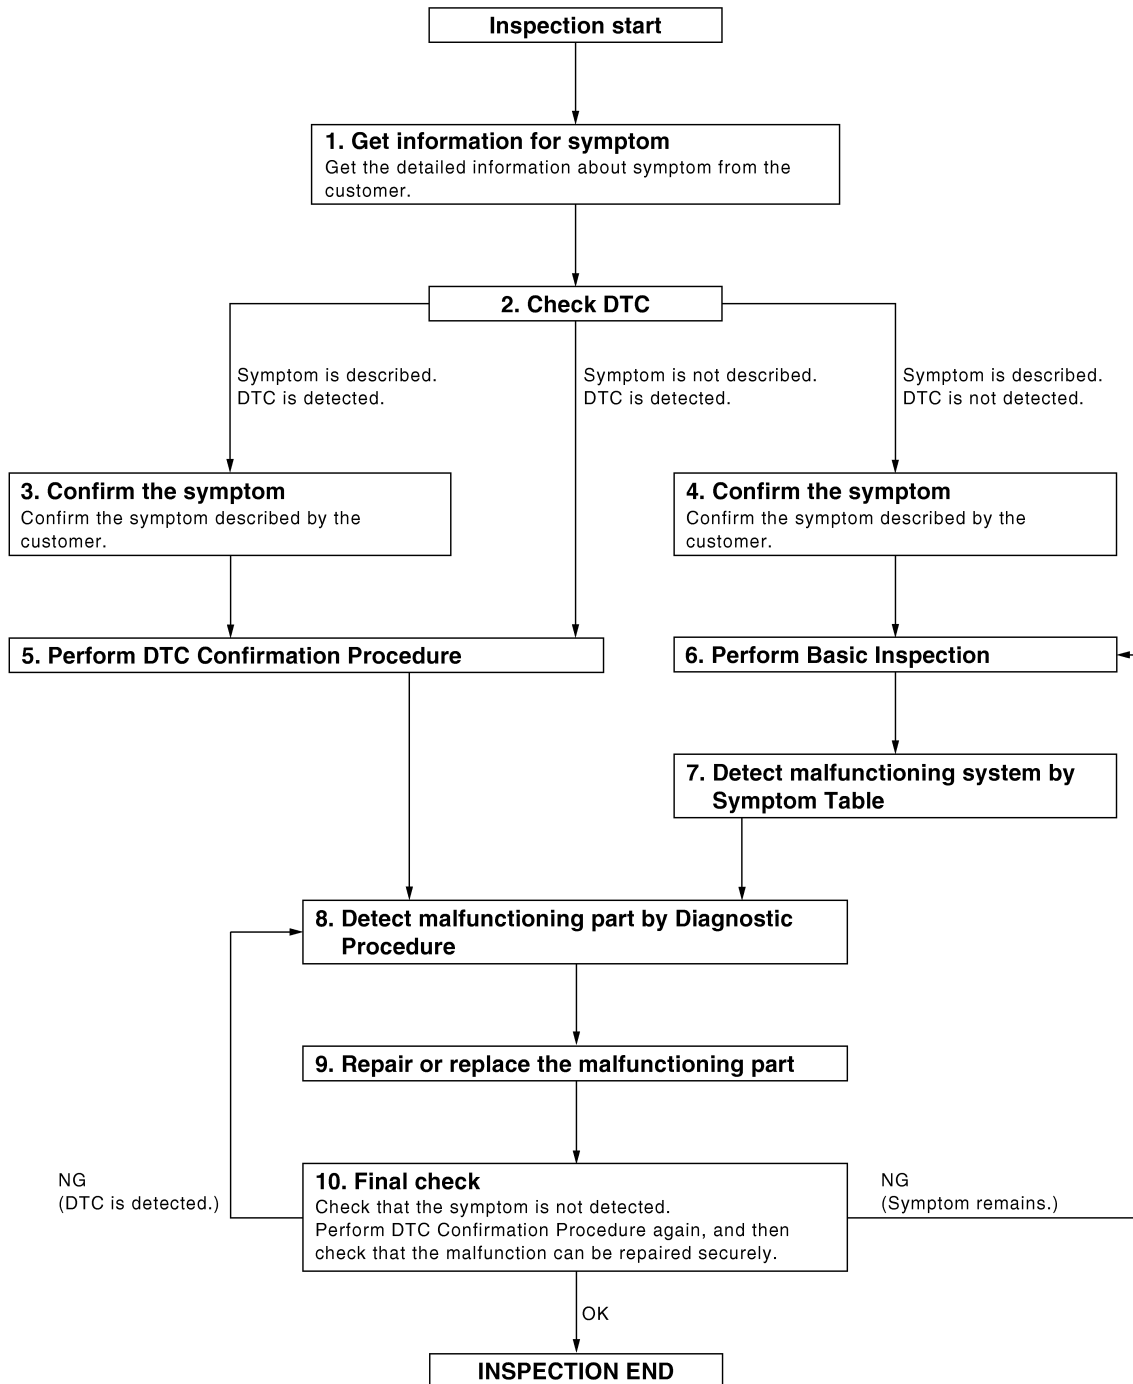 Inspection start
1. Get information for symptom
Get the detailed information about symptom from the
customer.
2. Check DTC
Symptom is described.
DTC is detected.
Symptom is not described.
DTC is detected.
Symptom is described.
DTC is not detected.
3. Confirm the symptom
Confirm the symptom described by the
customer.
4. Confirm the symptom
Confirm the symptom described by the
customer.
5. Perform DTC Confirmation Procedure
6. Perform Basic Inspection
7. Detect malfunctioning system by
Symptom Table
8. Detect malfunctioning part by Diagnostic
Procedure
9. Repair or replace the malfunctioning part
NG
(DTC is detected.)
10. Final check
Check that the symptom is not detected.
Perform DTC Confirmation Procedure again, and then
check that the malfunction can be repaired securely.
NG
(Symptom remains.)
OK
INSPECTION END